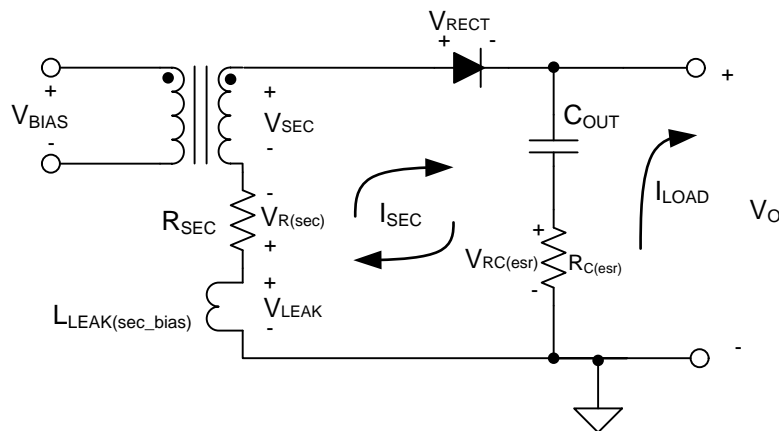 VRECT
+ -
+
+
VBIAS
-
+
VSEC
-
COUT
+
ILOAD
VO
-
RSEC
VR(sec)
+
ISEC
+
VRC(esr)
RC(esr)
-
+
LLEAK(sec_bias)
VLEAK
-
-